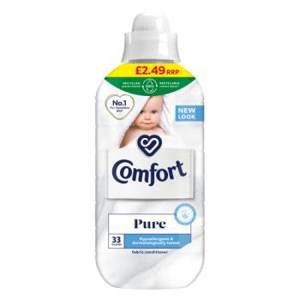 £2.49 RRP
No.1
NEW
LOOK
Comfort
Pure
Hypoallergenic &
dermatologically tested
33
fabric conditioner